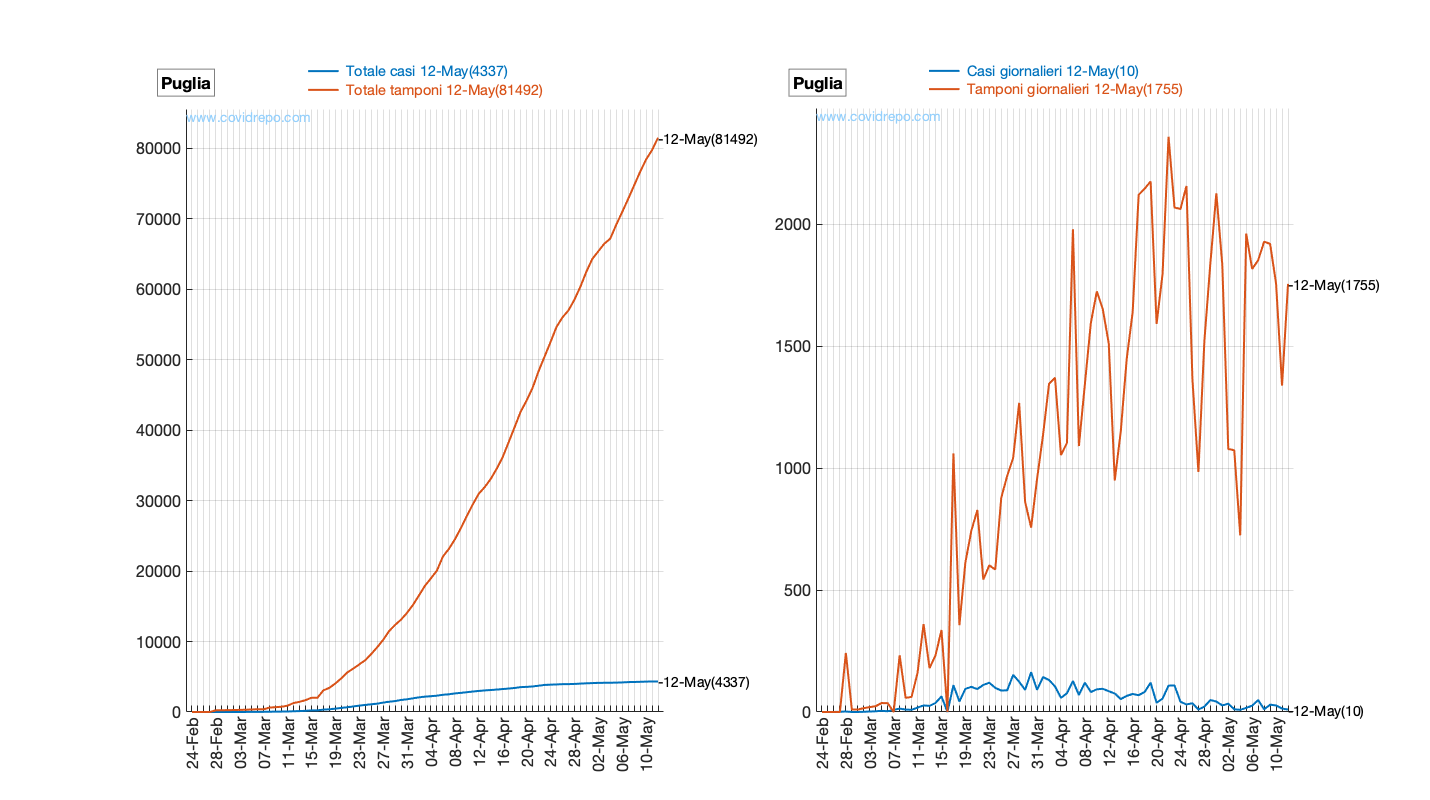 Puglia
Totale casi 12-May(4337)
Totale tamponi 12-May(81492)
www.covidrepo.com
12-May(81492)
80000
70000
60000
50000
40000
30000
20000
10000
0
12-May(4337)
24-Feb
28-Feb
03-Mar
07-Mar
11-Mar
15-Mar
19-Mar
23-Mar
27-Mar
31-Mar
04-Apr
08-Apr
12-Apr
16-Apr
20-Apr
24-Apr
28-Apr
02-May
06-May
10-May
Puglia
Casi giornalieri 12-May(10)
Tamponi giornalieri 12-May(1755)
www.covidrepo.com
2000
12-May(1755)
1500
1000
500
0
12-May(10)
24-Feb
28-Feb
03-Mar
07-Mar
11-Mar
15-Mar
19-Mar
23-Mar
27-Mar
31-Mar
04-Apr
08-Apr
12-Apr
16-Apr
20-Apr
24-Apr
28-Apr
02-May
06-May
10-May